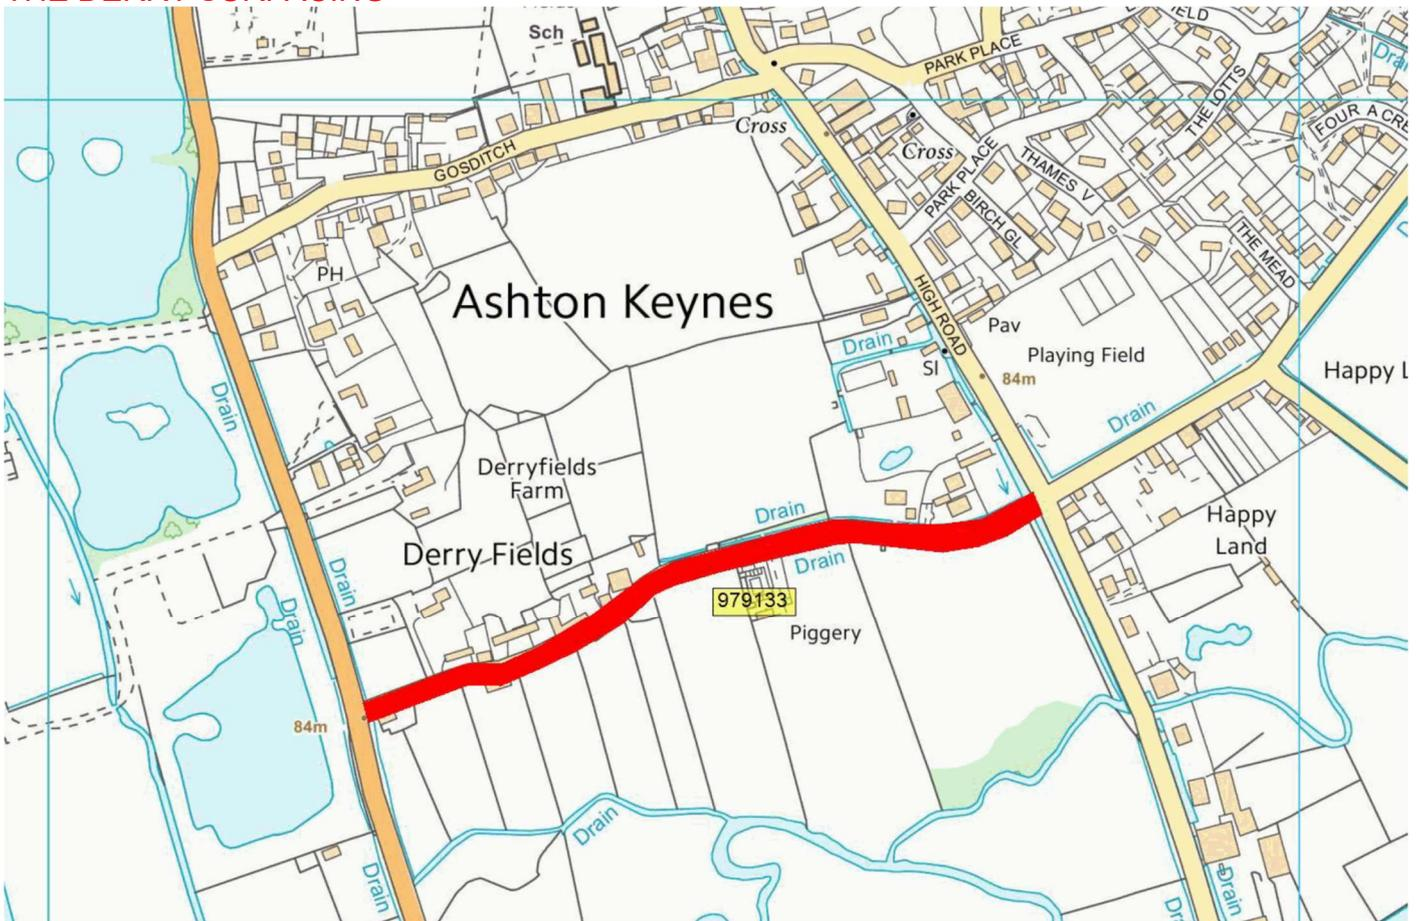 Sch
PARK PLACE
THE LOTTS
Cross
Cross
GOSDITCH
PARK PLACE
THAMES V
BIRCH GL
THE MEAD
PH
Ashton Keynes
HIGH ROAD
Pav
Playing Field
Drain
SI
84m
Happy L
Drain
Drain
Derryfields
Farm
Drain
Happy
Land
Derry Fields
Drain
Drain
Drain
979133
Piggery
84m
Drain
Drain
Drain